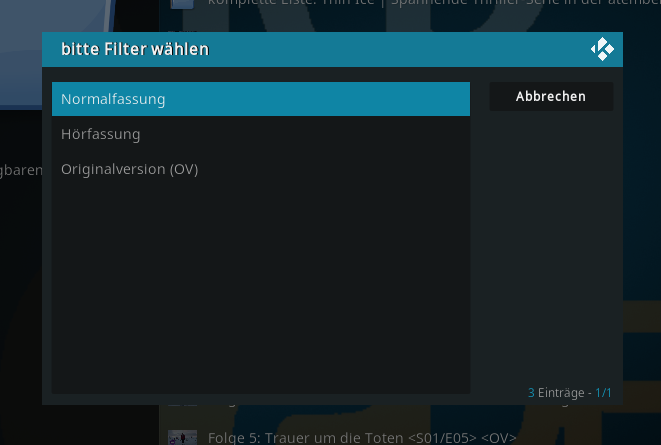 komplette Liste: Thin Ice | Spannende Thriller-Serie in der atember
bitte Filter wählen
Normalfassung
Abbrechen
Hörfassung
gbaren
Originalversion (OV)
3 Einträge - 1/1
Folge 5: Trauer um die Toten <S01/E05> <OV>